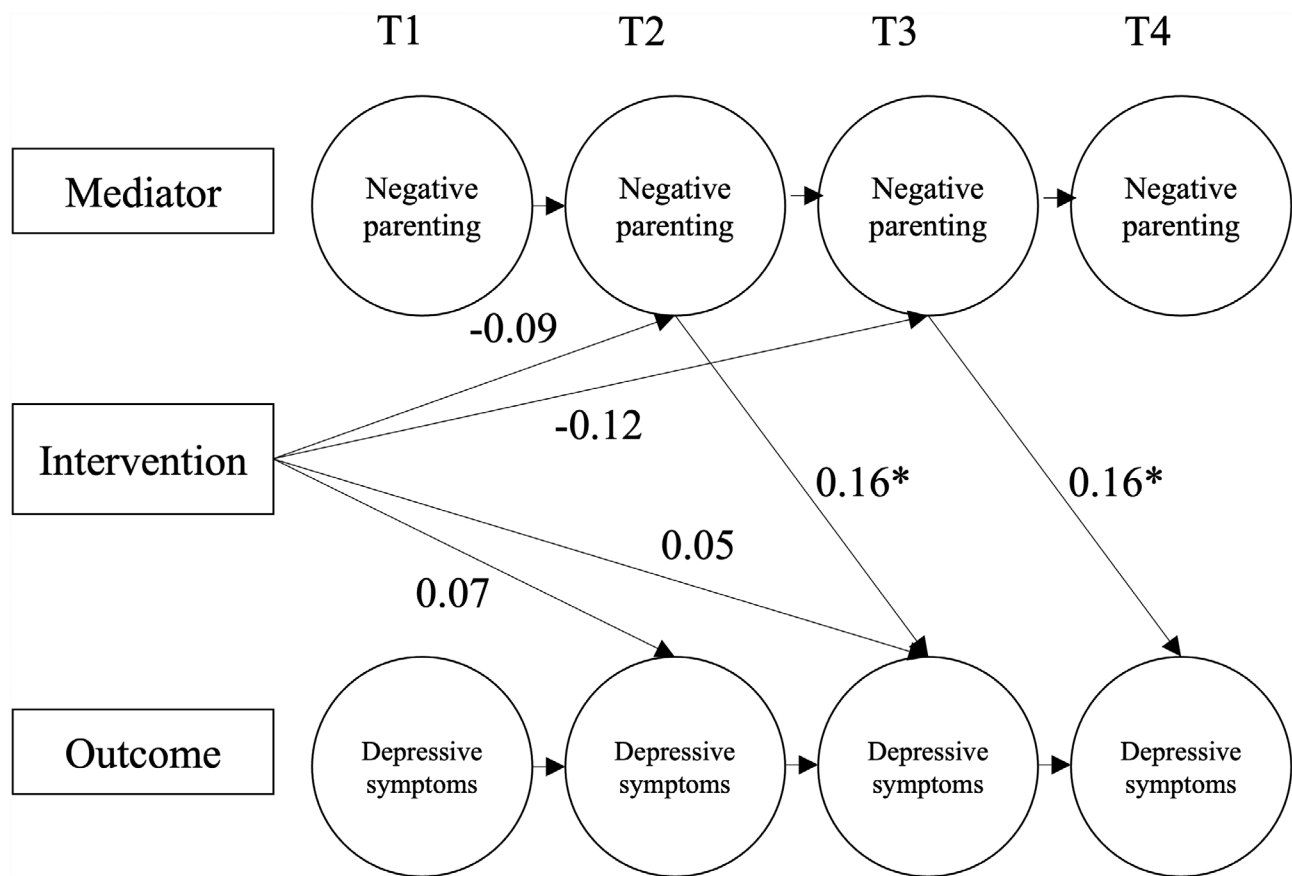 T1 T2 T3 T4
Mediator
Negative
parenting
Negative
parenting
Negative
parenting
Negative
parenting
-0.09
-0.12
Intervention
0.16*
0.16*
0.05
0.07
Outcome
Depressive
symptoms
Depressive
symptoms
Depressive
symptoms
Depressive
symptoms